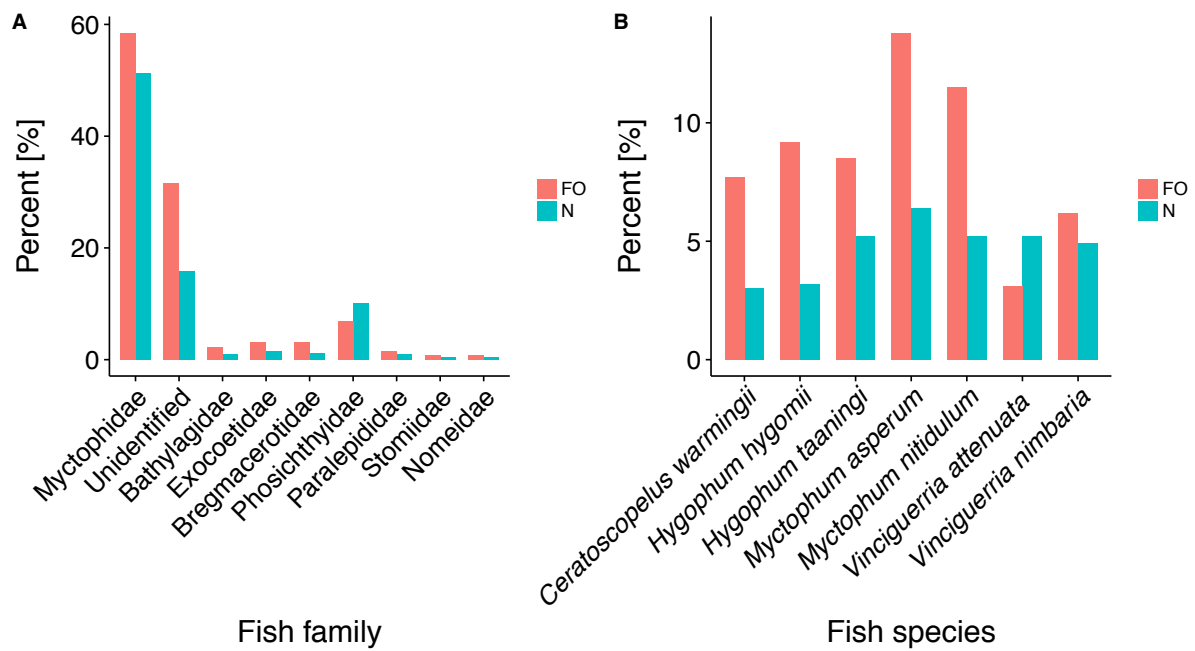 A
Percent [%]
60
40
20
0
Myctophidae
Unidentified
Bathylagidae
Exocoetidae
Bregmacerotidae
Phosichthyldae
Paralepididae
Stomiidae
Nomeidae
Fish family
FO
N
B
Percent [%]
10
5
0
Ceratoscopelus warmingii
Hygophum hygomii
Hygophum taaningi
Myctophum asperum
Myctophum nitidulum
Vinciguerria attenuata
Vinciguerria nimbaria
Fish species
FO
N